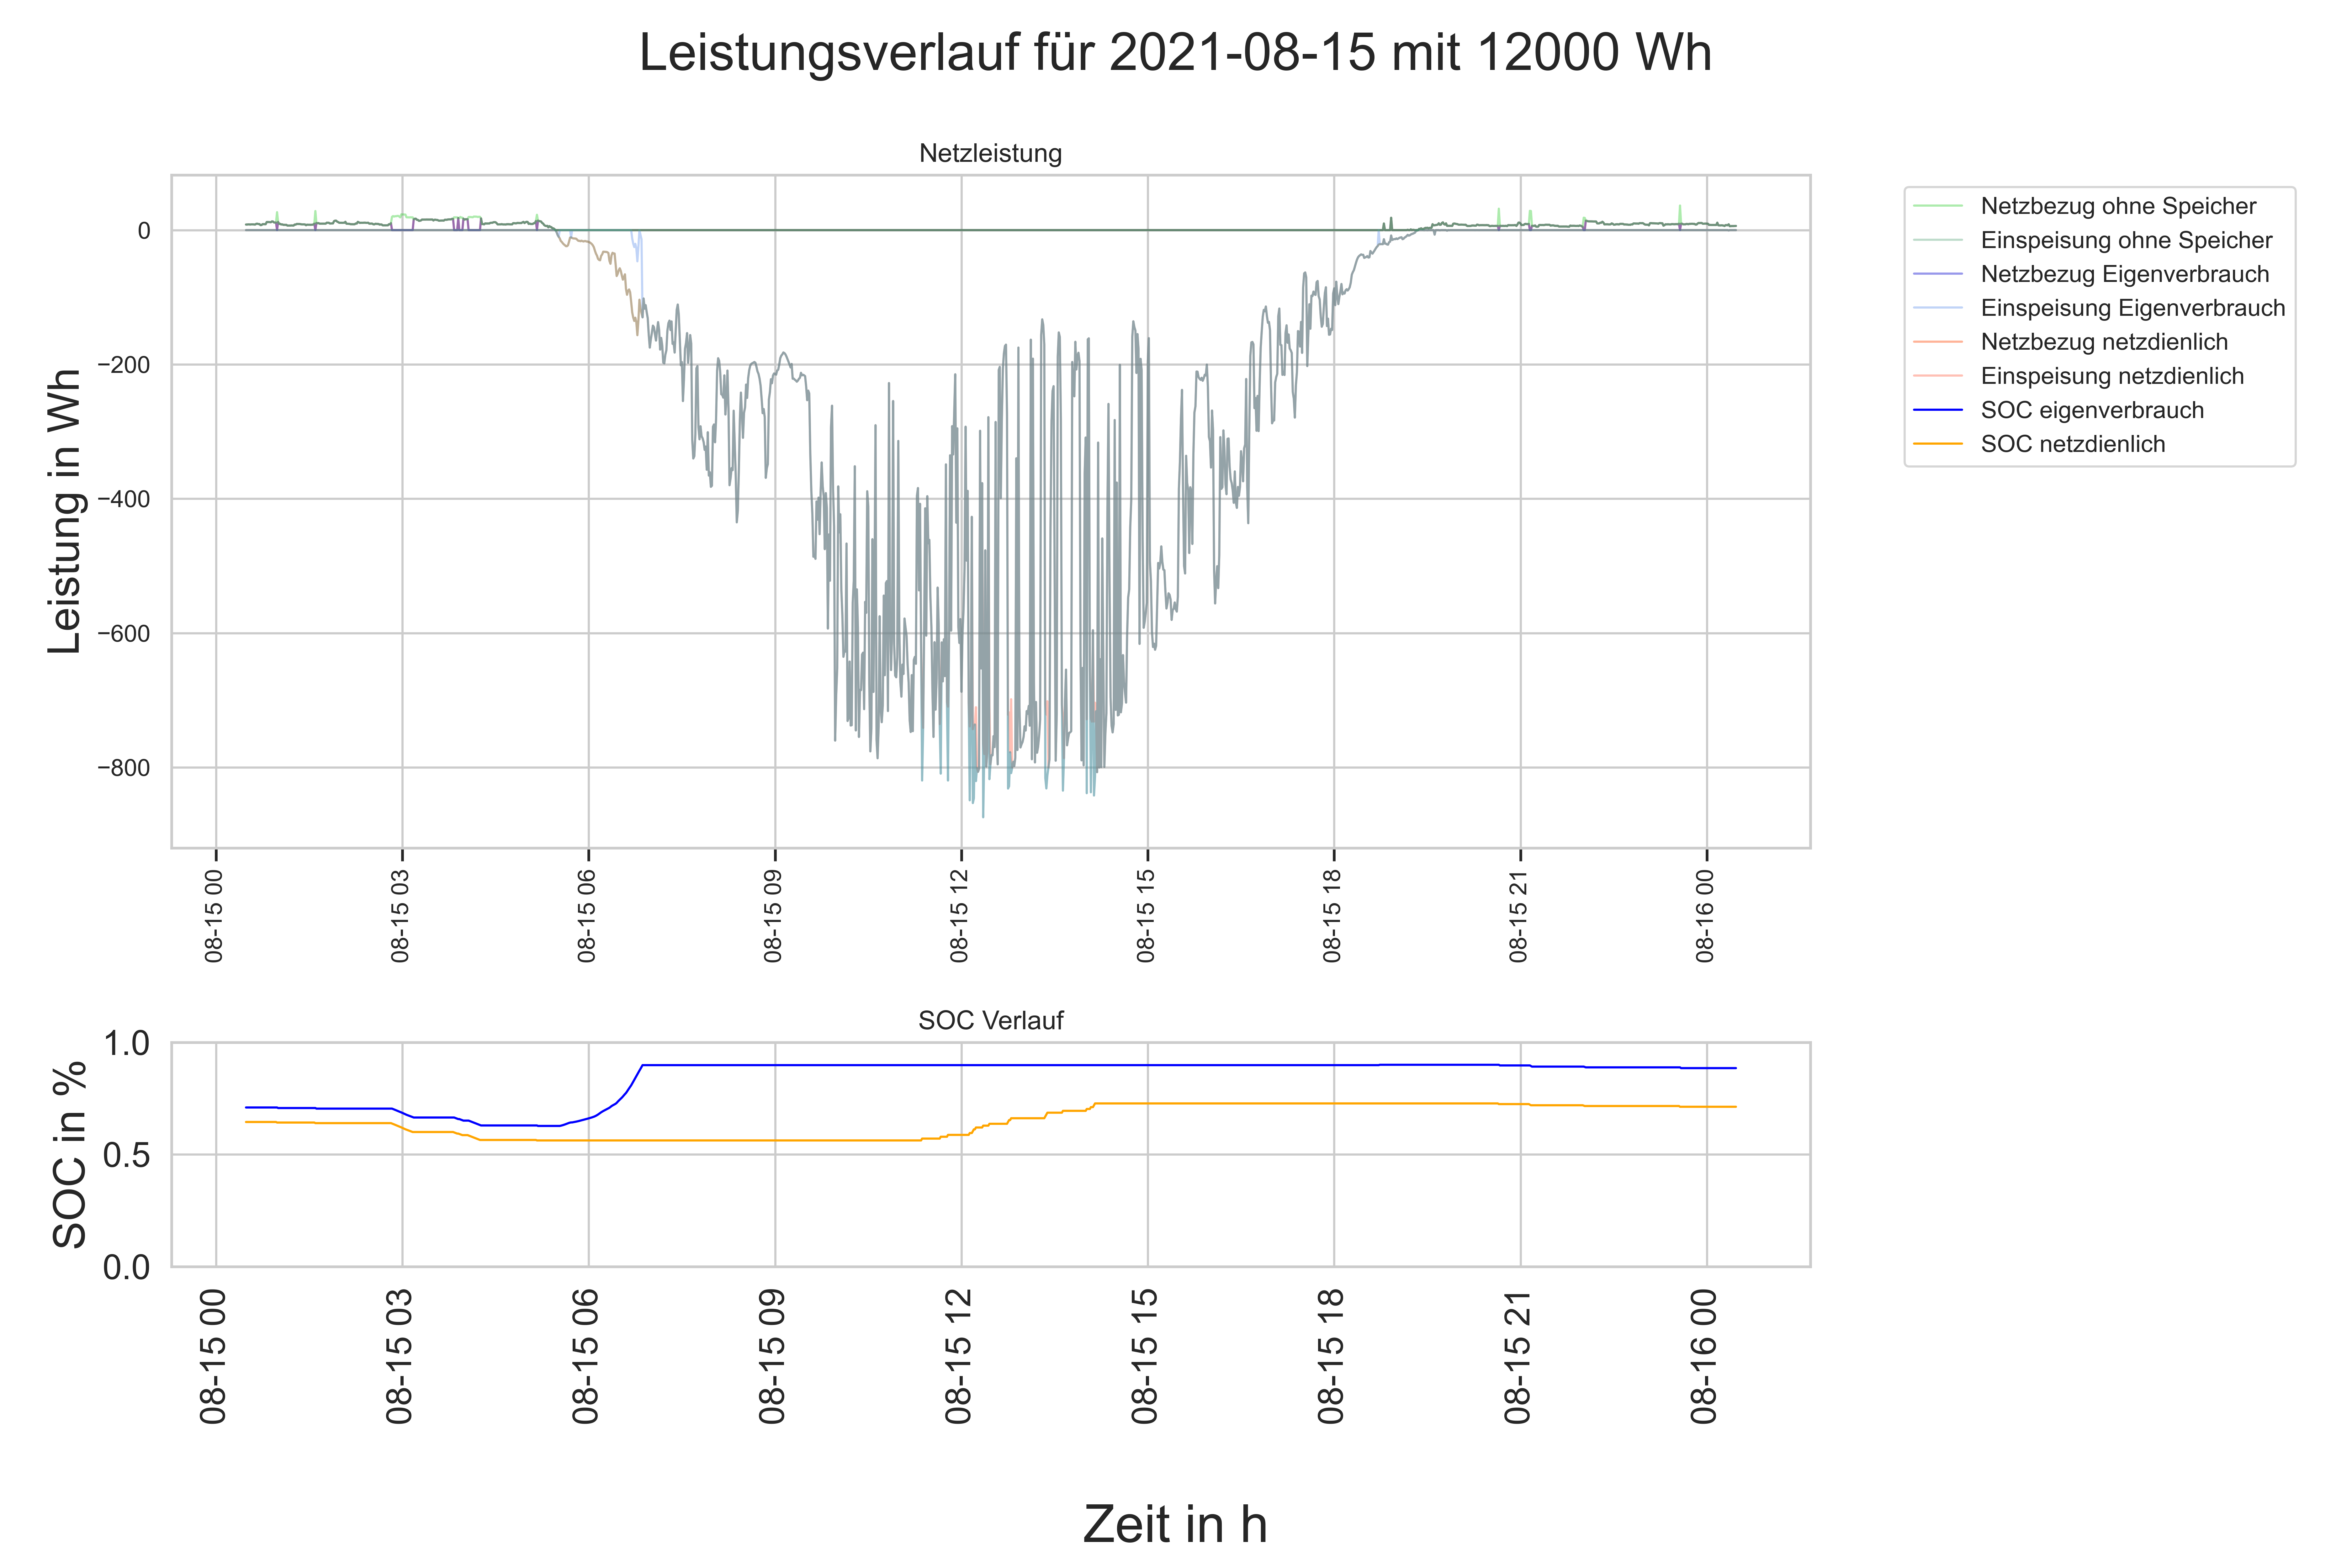 Leistungsverlauf für 2021-08-15 mit 12000 Wh
Netzleistung
Leistung in Wh
0
−200
−400
−600
−800
08-15 00
08-15 03
08-15 06
08-15 09
08-15 12
08-15 15
08-15 18
08-15 21
08-16 00
Netzbezug ohne Speicher
Einspeisung ohne Speicher
Netzbezug Eigenverbrauch
Einspeisung Eigenverbrauch
Netzbezug netzdienlich
Einspeisung netzdienlich
SOC eigenverbrauch
SOC netzdienlich
SOC Verlauf
SOC in %
1.0
0.5
0.0
08-15 00
08-15 03
08-15 06
08-15 09
08-15 12
08-15 15
08-15 18
08-15 21
08-16 00
Zeit in h